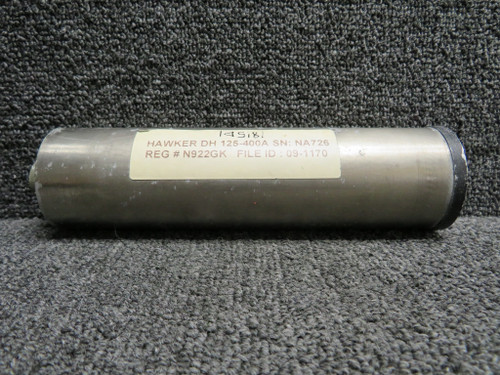 145181
HAWKER DH 125-400A SN: NA726
REG # N922GK FILE ID : 09-1170